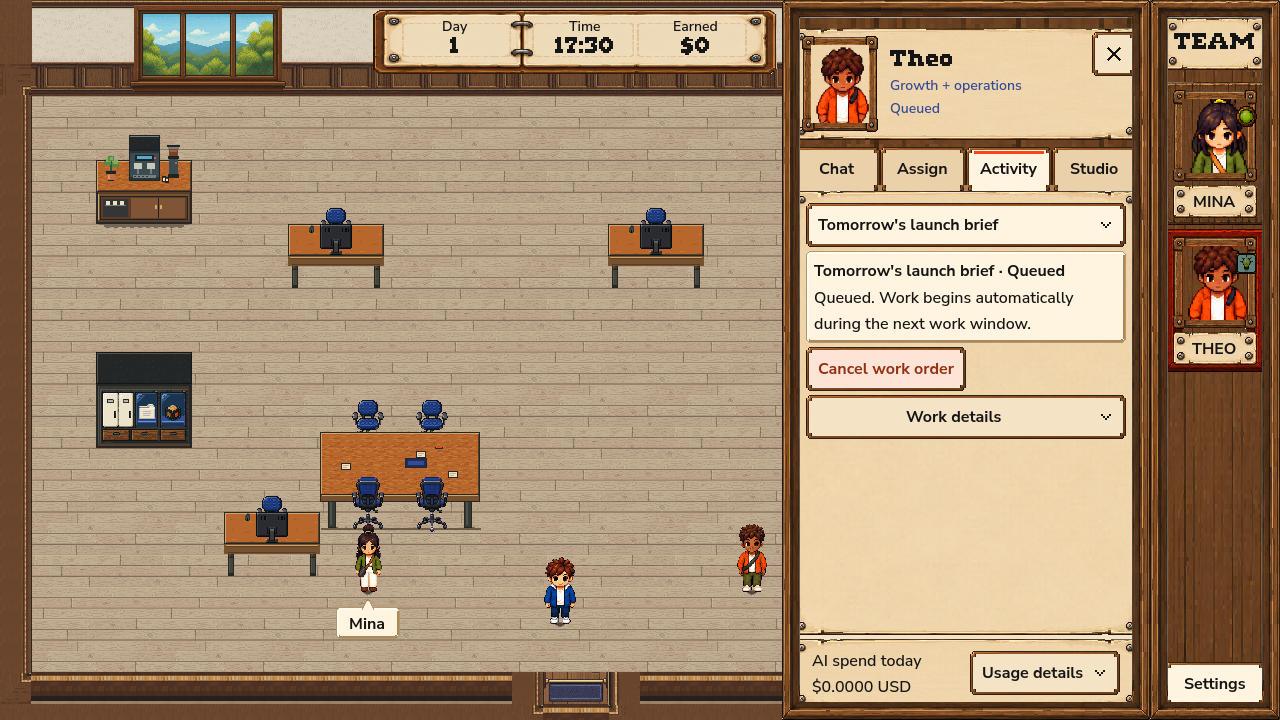 Day
1
Time
17:30
Earned
$0
Theo
Growth + operations
Queued
Chat
Assign
Activity
Studio
Tomorrow's launch brief
Tomorrow's launch brief · Queued
Queued. Work begins automatically
during the next work window.
Cancel work order
Work details
AI spend today
$0.0000 USD
Usage details
TEAM
MINA
THEO
Settings
Mina